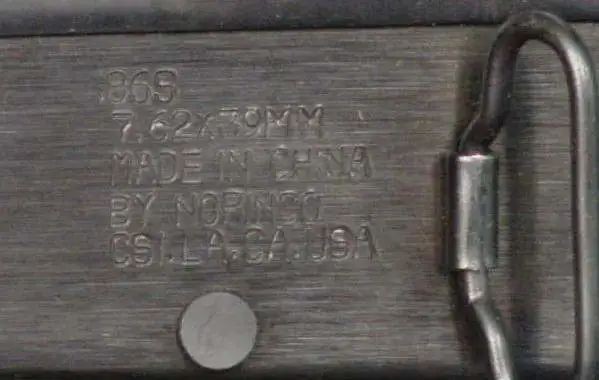 86S
7.62X39MM
MADE IN CHINA
BY NORINCO
CSI.LA.CA.USA